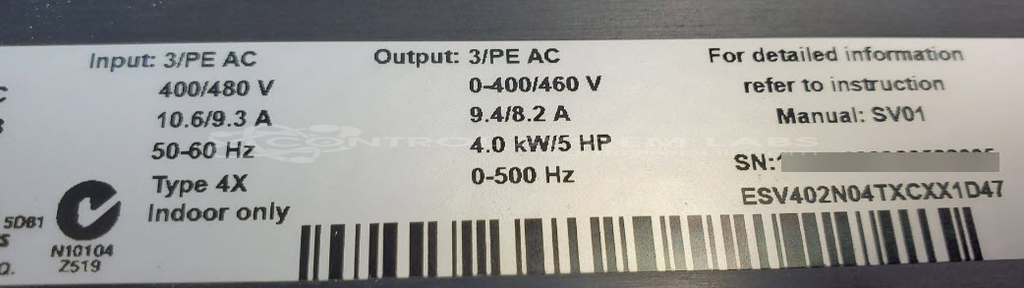 Input: 3/PE AC
400/480 V
10.6/9.3 A
50-60 Hz
Type 4X
Indoor only
Output: 3/PE AC
0-400/460 V
9.4/8.2 A
4.0 kW/5 HP
0-500 Hz
For detailed information
refer to instruction
Manual: SV01
SN:
ESV402N04TXCXX1D47
5D81
N10104
Z519